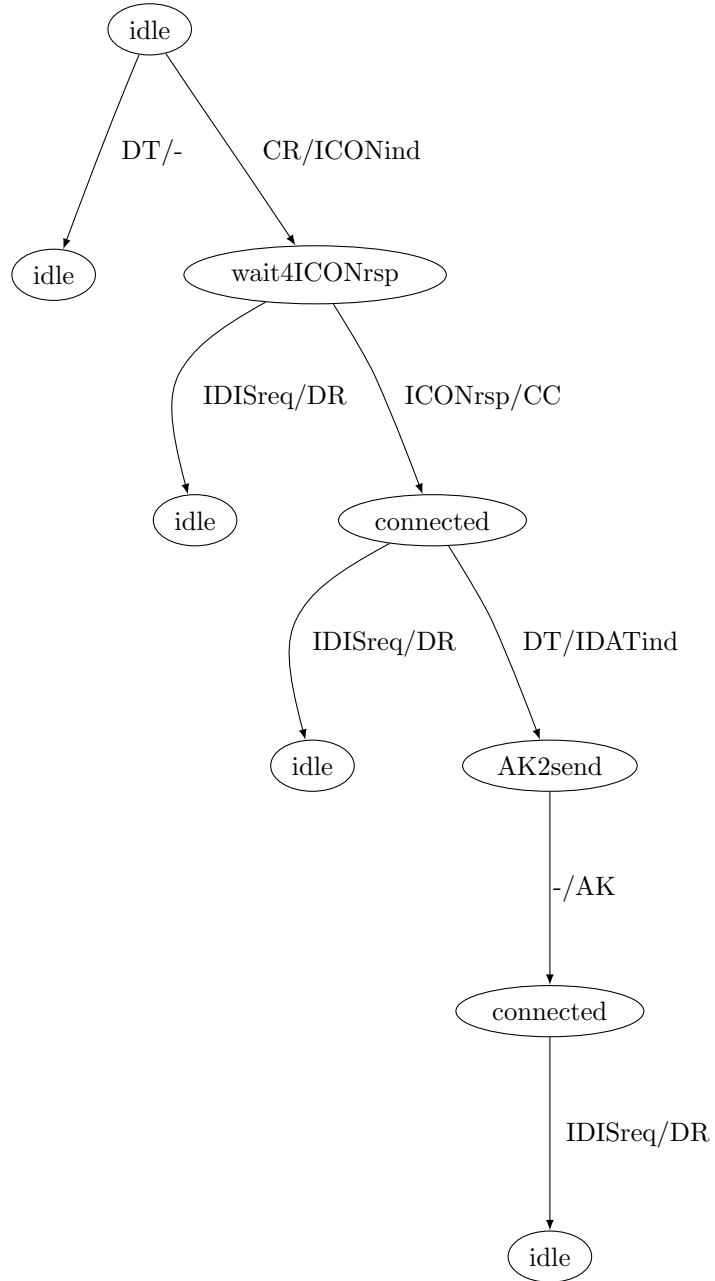 idle
DT/-
CR/ICONind
idle
wait4ICONrsp
IDISreq/DR
ICONrsp/CC
idle
connected
IDISreq/DR
DT/IDATind
idle
AK2send
-/AK
connected
IDISreq/DR
idle